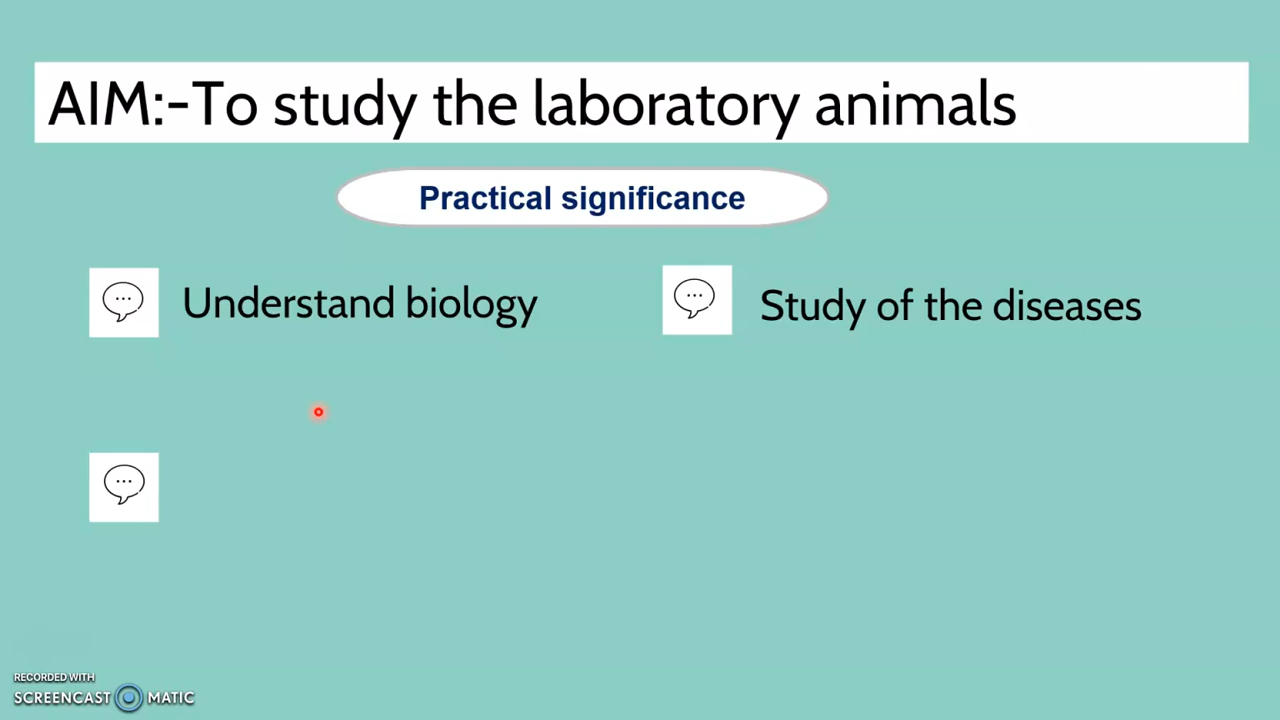 AIM:-To study the laboratory animals
Practical significance
Understand biology
Study of the diseases
RECORDED WITH
SCREENCAST MATIC